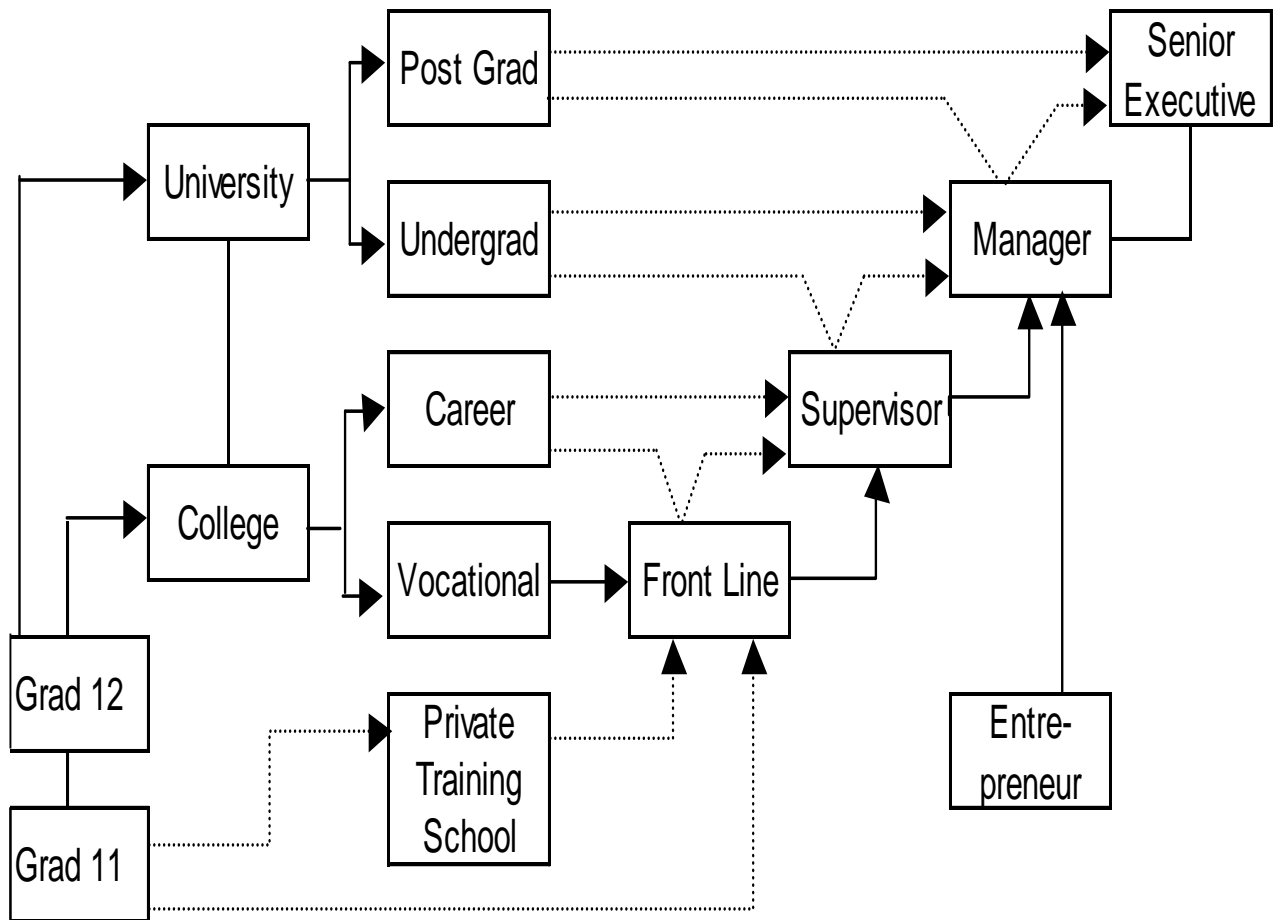 Post Grad
Senior
Executive
University
Undergrad
Manager
Career
Supervisor
College
Vocational
Front Line
Grad 12
Private
Training
School
Entre-
preneur
Grad 11